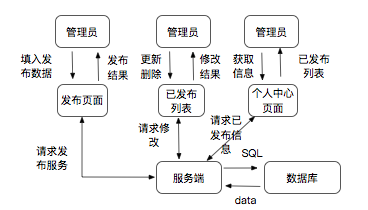 管理员
管理员
管理员
填入发
布数据
发布
结果
更新
删除
修改
结果
获取
信息
已发布
列表
发布页面
已发布
列表
个人中心
页面
请求发
布服务
请求修
改
请求已
发布信
息
服务端
SQL
data
数据库